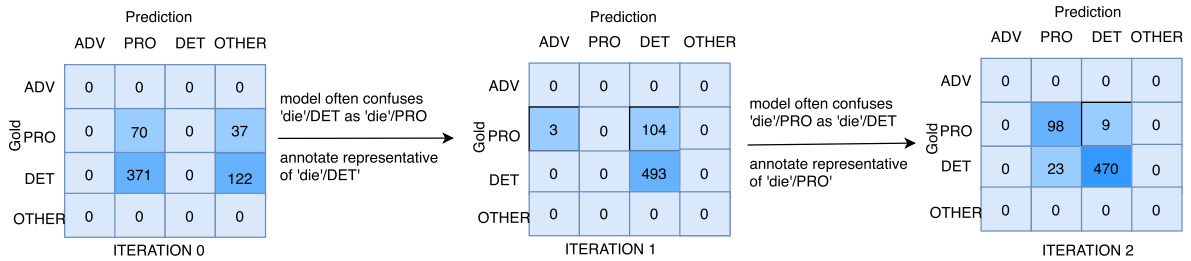 Prediction
ADV PRO DET OTHER
Gold
ADV 0 0 0 0
PRO 0 70 0 37
DET 0 371 0 122
OTHER 0 0 0 0
ITERATION 0
model often confuses
'die'/DET as 'die'/PRO
annotate representative
of 'die'/DET'
Prediction
ADV PRO DET OTHER
Gold
ADV 0 0 0 0
PRO 3 0 104 0
DET 0 0 493 0
OTHER 0 0 0 0
ITERATION 1
model often confuses
'die'/PRO as 'die'/DET
annotate representative
of 'die'/PRO'
Prediction
ADV PRO DET OTHER
Gold
ADV 0 0 0 0
PRO 0 98 9 0
DET 0 23 470 0
OTHER 0 0 0 0
ITERATION 2